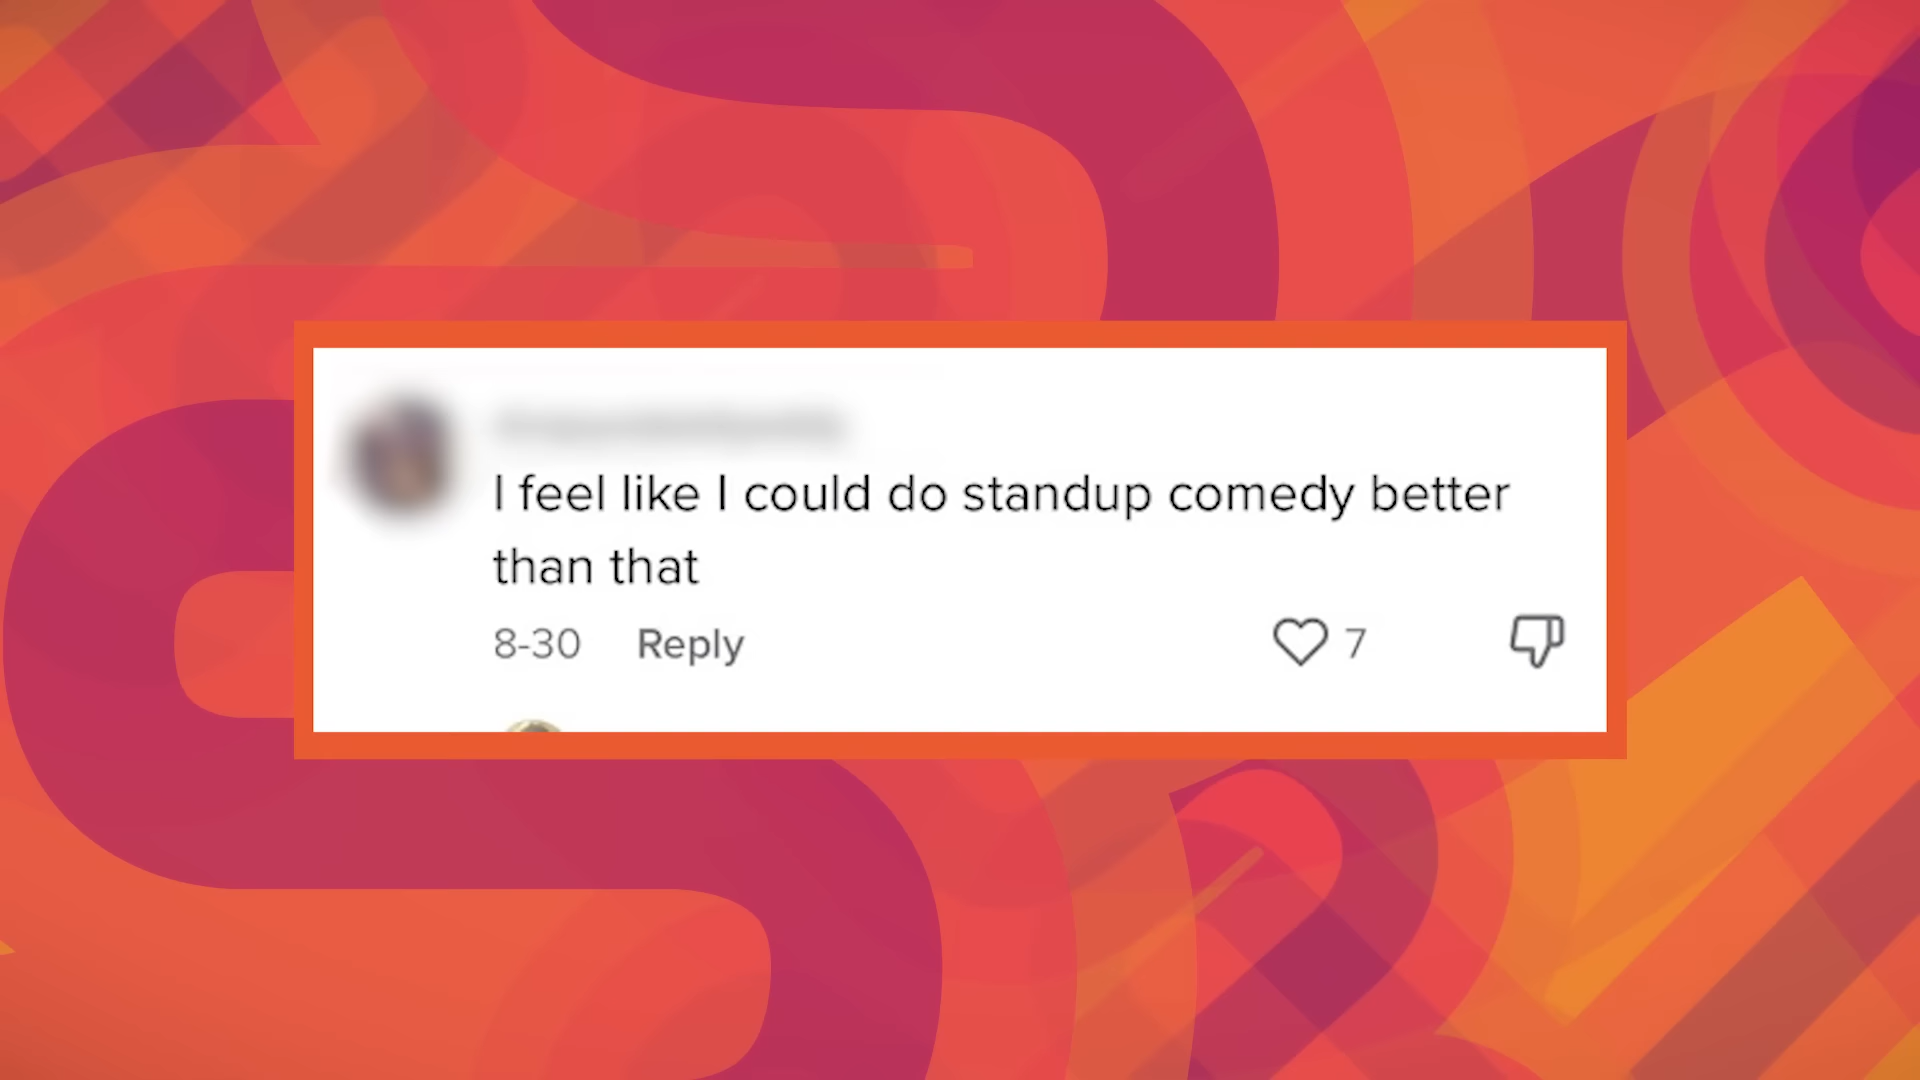 I feel like I could do standup comedy better
than that
8-30 Reply 7